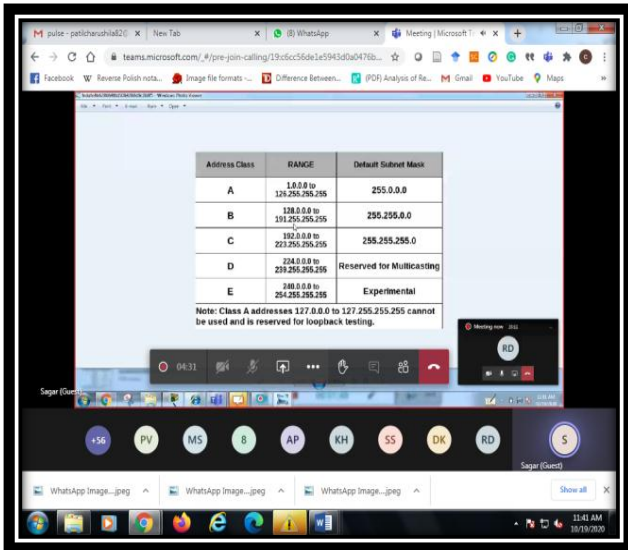 pulse - patilcharushila82@
New Tab
(8) WhatsApp
Meeting | Microsoft T
teams.microsoft.com/_#/pre-join-calling/19:c6cc56de1e5943d0a0476b...
Facebook
Reverse Polish nota...
Image file formats -...
Difference Between...
(PDF) Analysis of Re...
Gmail
YouTube
Maps
Address Class RANGE Default Subnet Mask
A 1.0.0.0 to 126.255.255.255 255.0.0.0
B 128.0.0.0 to 191.255.255.255 255.255.0.0
C 192.0.0.0 to 223.255.255.255 255.255.255.0
D 224.0.0.0 to 239.255.255.255 Reserved for Multicasting
E 240.0.0.0 to 254.255.255.255 Experimental
Note: Class A addresses 127.0.0.0 to 127.255.255.255 cannot
be used and is reserved for loopback testing.
Meeting now
RD
04:31
Sagar (Guest)
+56 PV MS 8 AP KH SS DK RD S
Sagar (Guest)
WhatsApp Image....jpeg
WhatsApp Image....jpeg
WhatsApp Image....jpeg
Show all
11:41 AM
10/19/2020